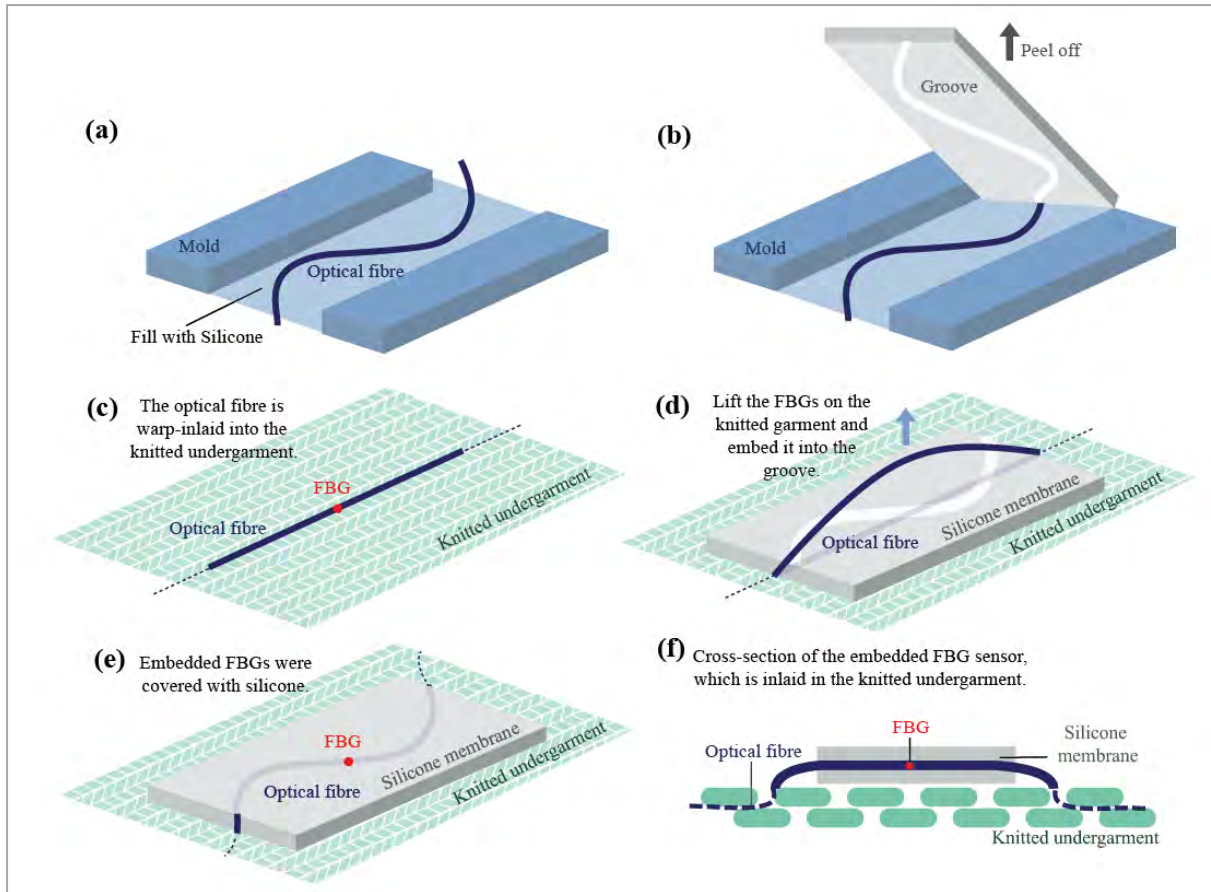 (a)
Mold
Optical fibre
Fill with Silicone
(b)
Peel off
Groove
Mold
(c)
The optical fibre is
warp-inlaid into the
knitted undergarment.
FBG
Optical fibre
Knitted undergarment
(d)
Lift the FBGs on the
knitted garment and
embed it into the
groove.
Optical fibre
Silicone membrane
Knitted undergarment
(e)
Embedded FBGs were
covered with silicone.
FBG
Optical fibre
Silicone membrane
Knitted undergarment
(f)
Cross-section of the embedded FBG sensor,
which is inlaid in the knitted undergarment.
FBG
Optical fibre
Silicone
membrane
Knitted undergarment